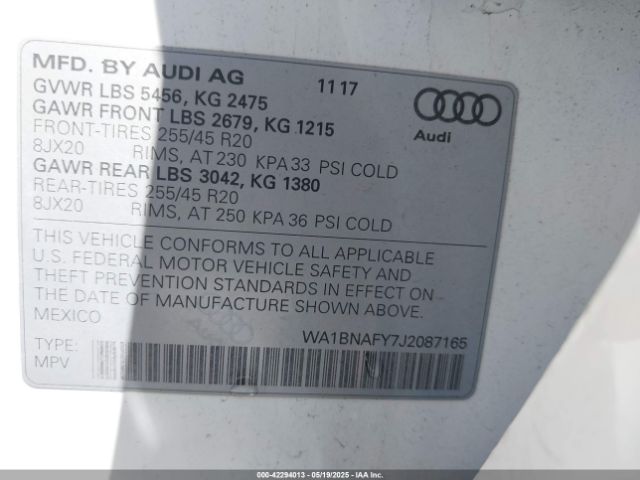 MFD. BY AUDI AG 11 17
GVWR LBS 5456, KG 2475
GAWR FRONT LBS 2679, KG 1215
FRONT-TIRES 255/45 R20
8JX20 RIMS, AT 230 KPA 33 PSI COLD
GAWR REAR LBS 3042, KG 1380
REAR-TIRES 255/45 R20
8JX20 RIMS, AT 250 KPA 36 PSI COLD
Audi
THIS VEHICLE CONFORMS TO ALL APPLICABLE
U.S. FEDERAL MOTOR VEHICLE SAFETY AND
THEFT PREVENTION STANDARDS IN EFFECT ON
THE DATE OF MANUFACTURE SHOWN ABOVE.
MEXICO
Audi
WA1BNAFY7J2087165
TYPE:
MPV
000-42294013 - 05/19/2025 - IAA, Inc.